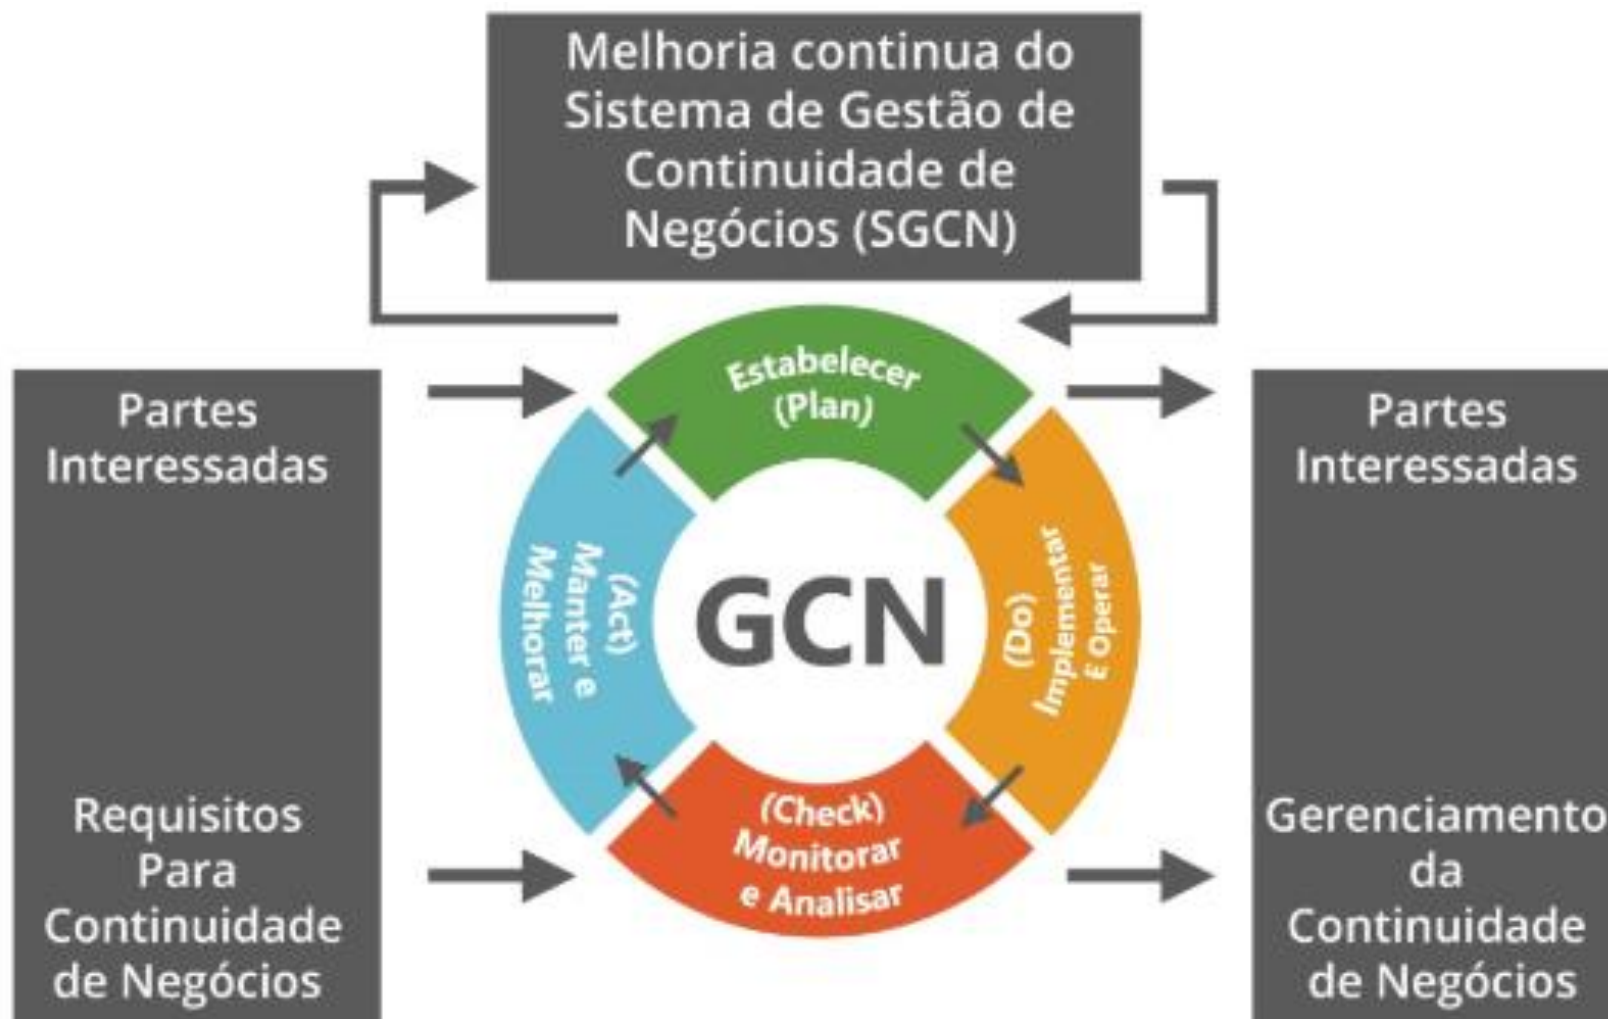 Melhoria continua do
Sistema de Gestão de
Continuidade de
Negócios (SGCN)
Partes
Interessadas
Requisitos
Para
Continuidade
de Negócios
Estabelecer
(Plan)
(Do)
Implementar
E Operar
(Check)
Monitorar
e Analisar
(Act)
Manter e
Melhorar
GCN
Partes
Interessadas
Gerenciamento
da
Continuidade
de Negócios